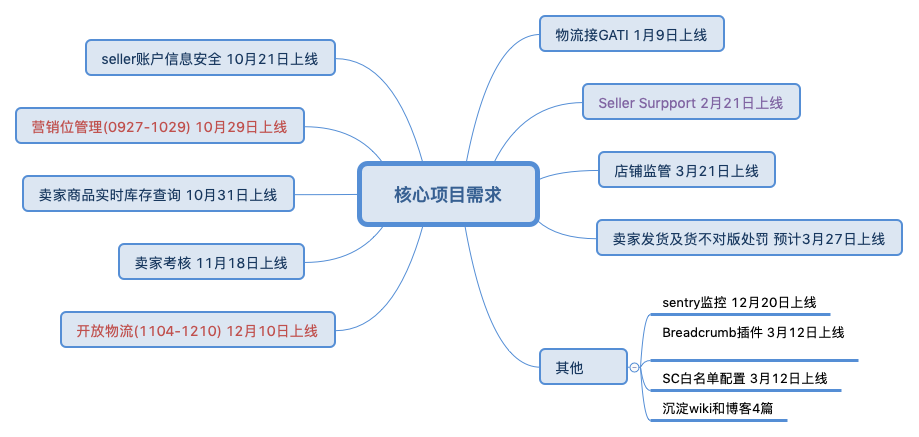 核心项目需求
seller账户信息安全 10月21日上线
营销位管理(0927-1029) 10月29日上线
卖家商品实时库存查询 10月31日上线
卖家考核 11月18日上线
开放物流(1104-1210) 12月10日上线
物流接GATI 1月9日上线
Seller Surpport 2月21日上线
店铺监管 3月21日上线
卖家发货及货不对版处罚 预计3月27日上线
其他
sentry监控 12月20日上线
Breadcrumb插件 3月12日上线
SC白名单配置 3月12日上线
沉淀wiki和博客4篇